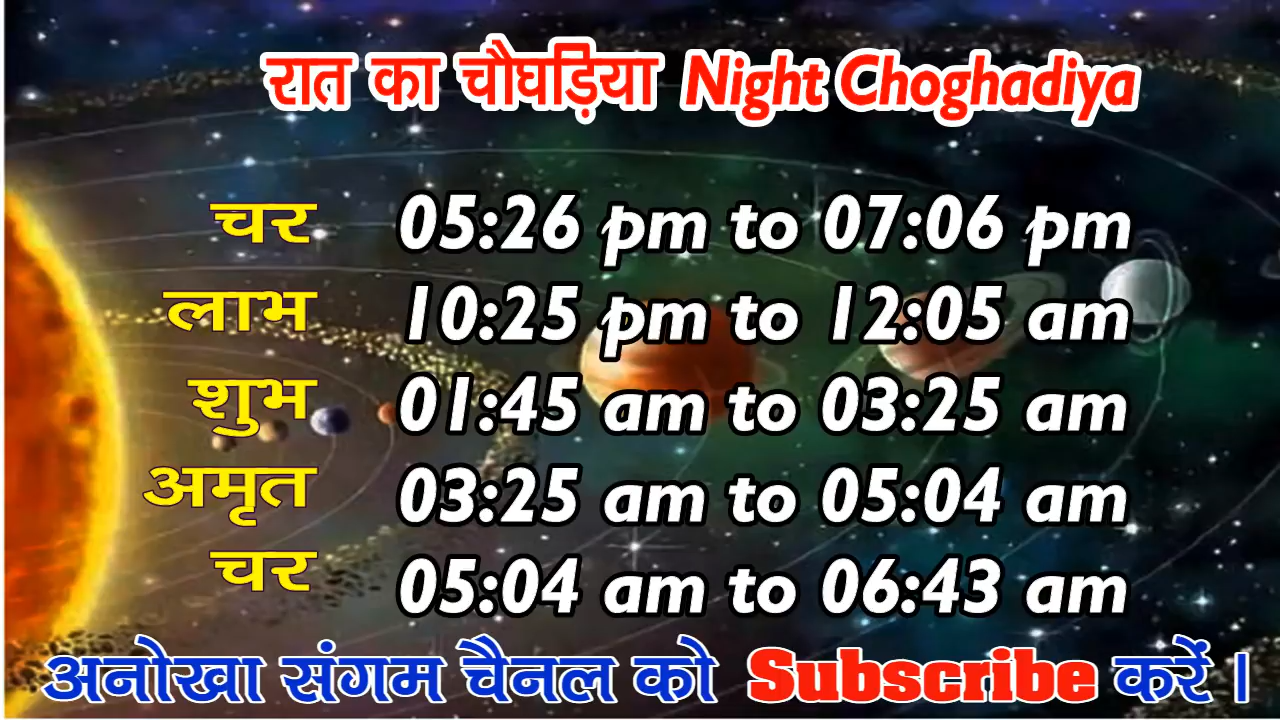 रात का चौघड़िया Night Choghadiya
चर 05:26 pm to 07:06 pm
लाभ 10:25 pm to 12:05 am
शुभ 01:45 am to 03:25 am
अमृत 03:25 am to 05:04 am
चर 05:04 am to 06:43 am
अनोखा संगम चैनल को Subscribe करें।